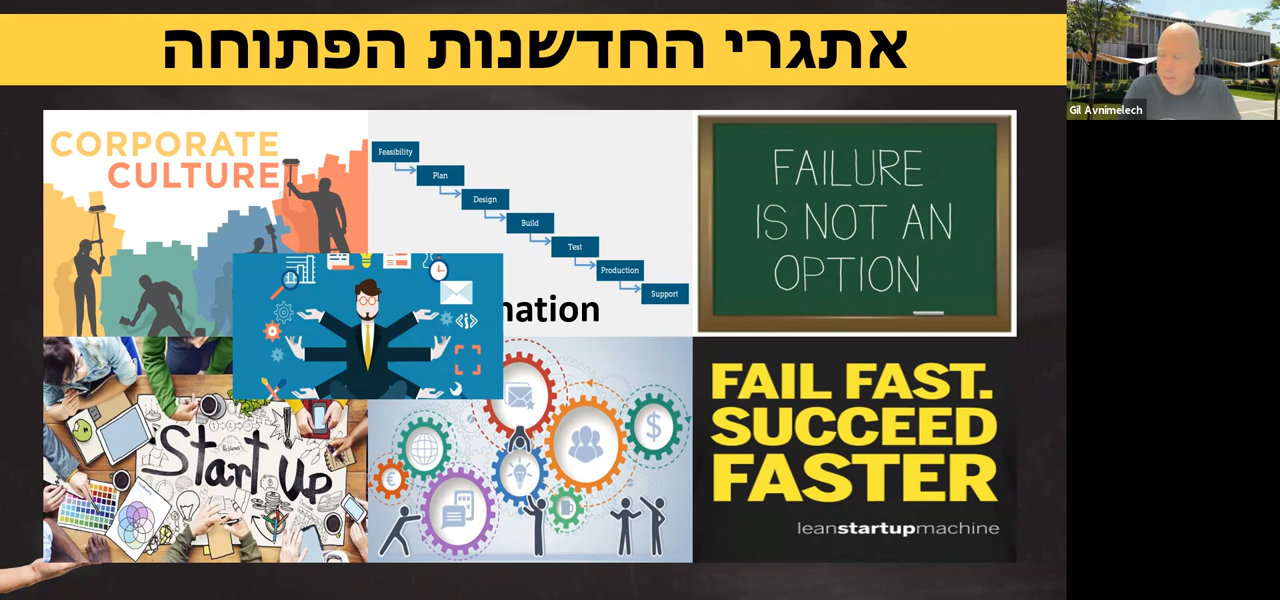 אתגרי החדשנות הפתוחה
Gil Avnimelech
CORPORATE
CULTURE
Feasibility
Plan
Design
Build
Test
Production
Support
nation
FAILURE
IS NOT AN
OPTION
Start Up
FAIL FAST.
SUCCEED
FASTER
leanstartupmachine